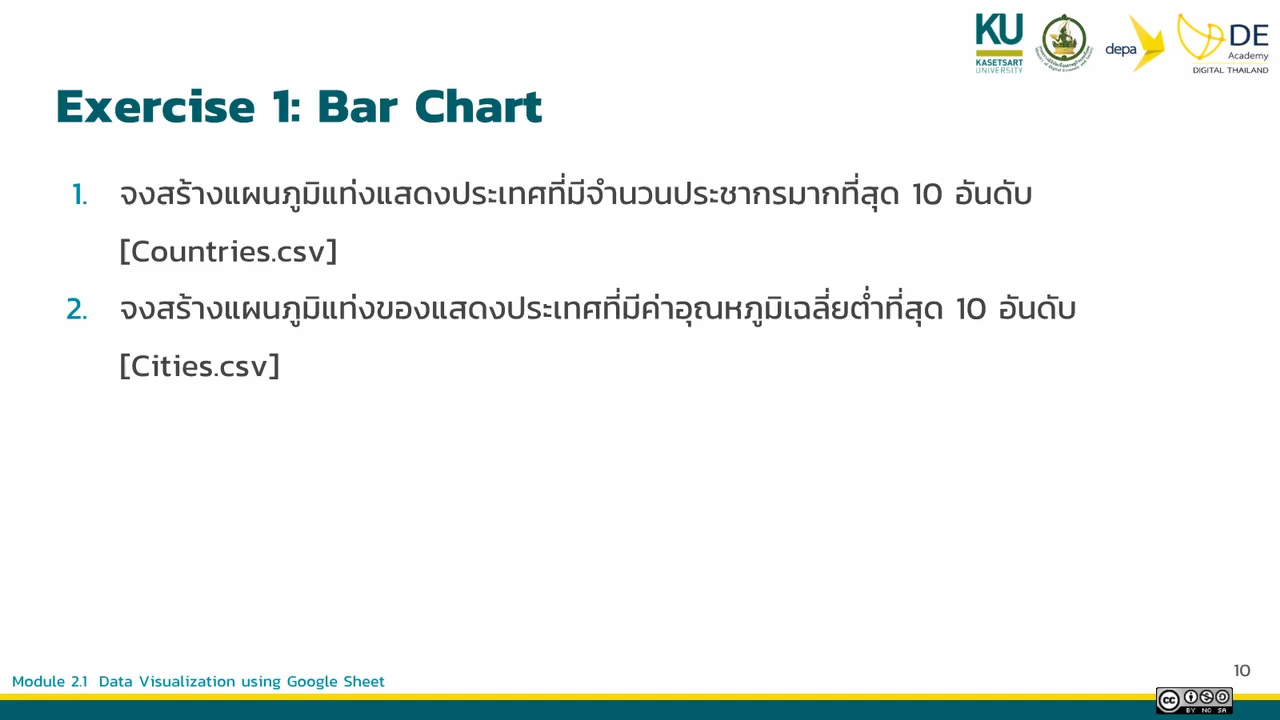 KU
KASETSART
UNIVERSITY
depa
DE
Academy
DIGITAL THAILAND
Exercise 1: Bar Chart
1. จงสร้างแผนภูมิแท่งแสดงประเทศที่มีจำนวนประชากรมากที่สุด 10 อันดับ
[Countries.csv]
2. จงสร้างแผนภูมิแท่งของแสดงประเทศที่มีค่าอุณหภูมิเฉลี่ยต่ำที่สุด 10 อันดับ
[Cities.csv]
10
Module 2.1 Data Visualization using Google Sheet
cc
BY NC SA